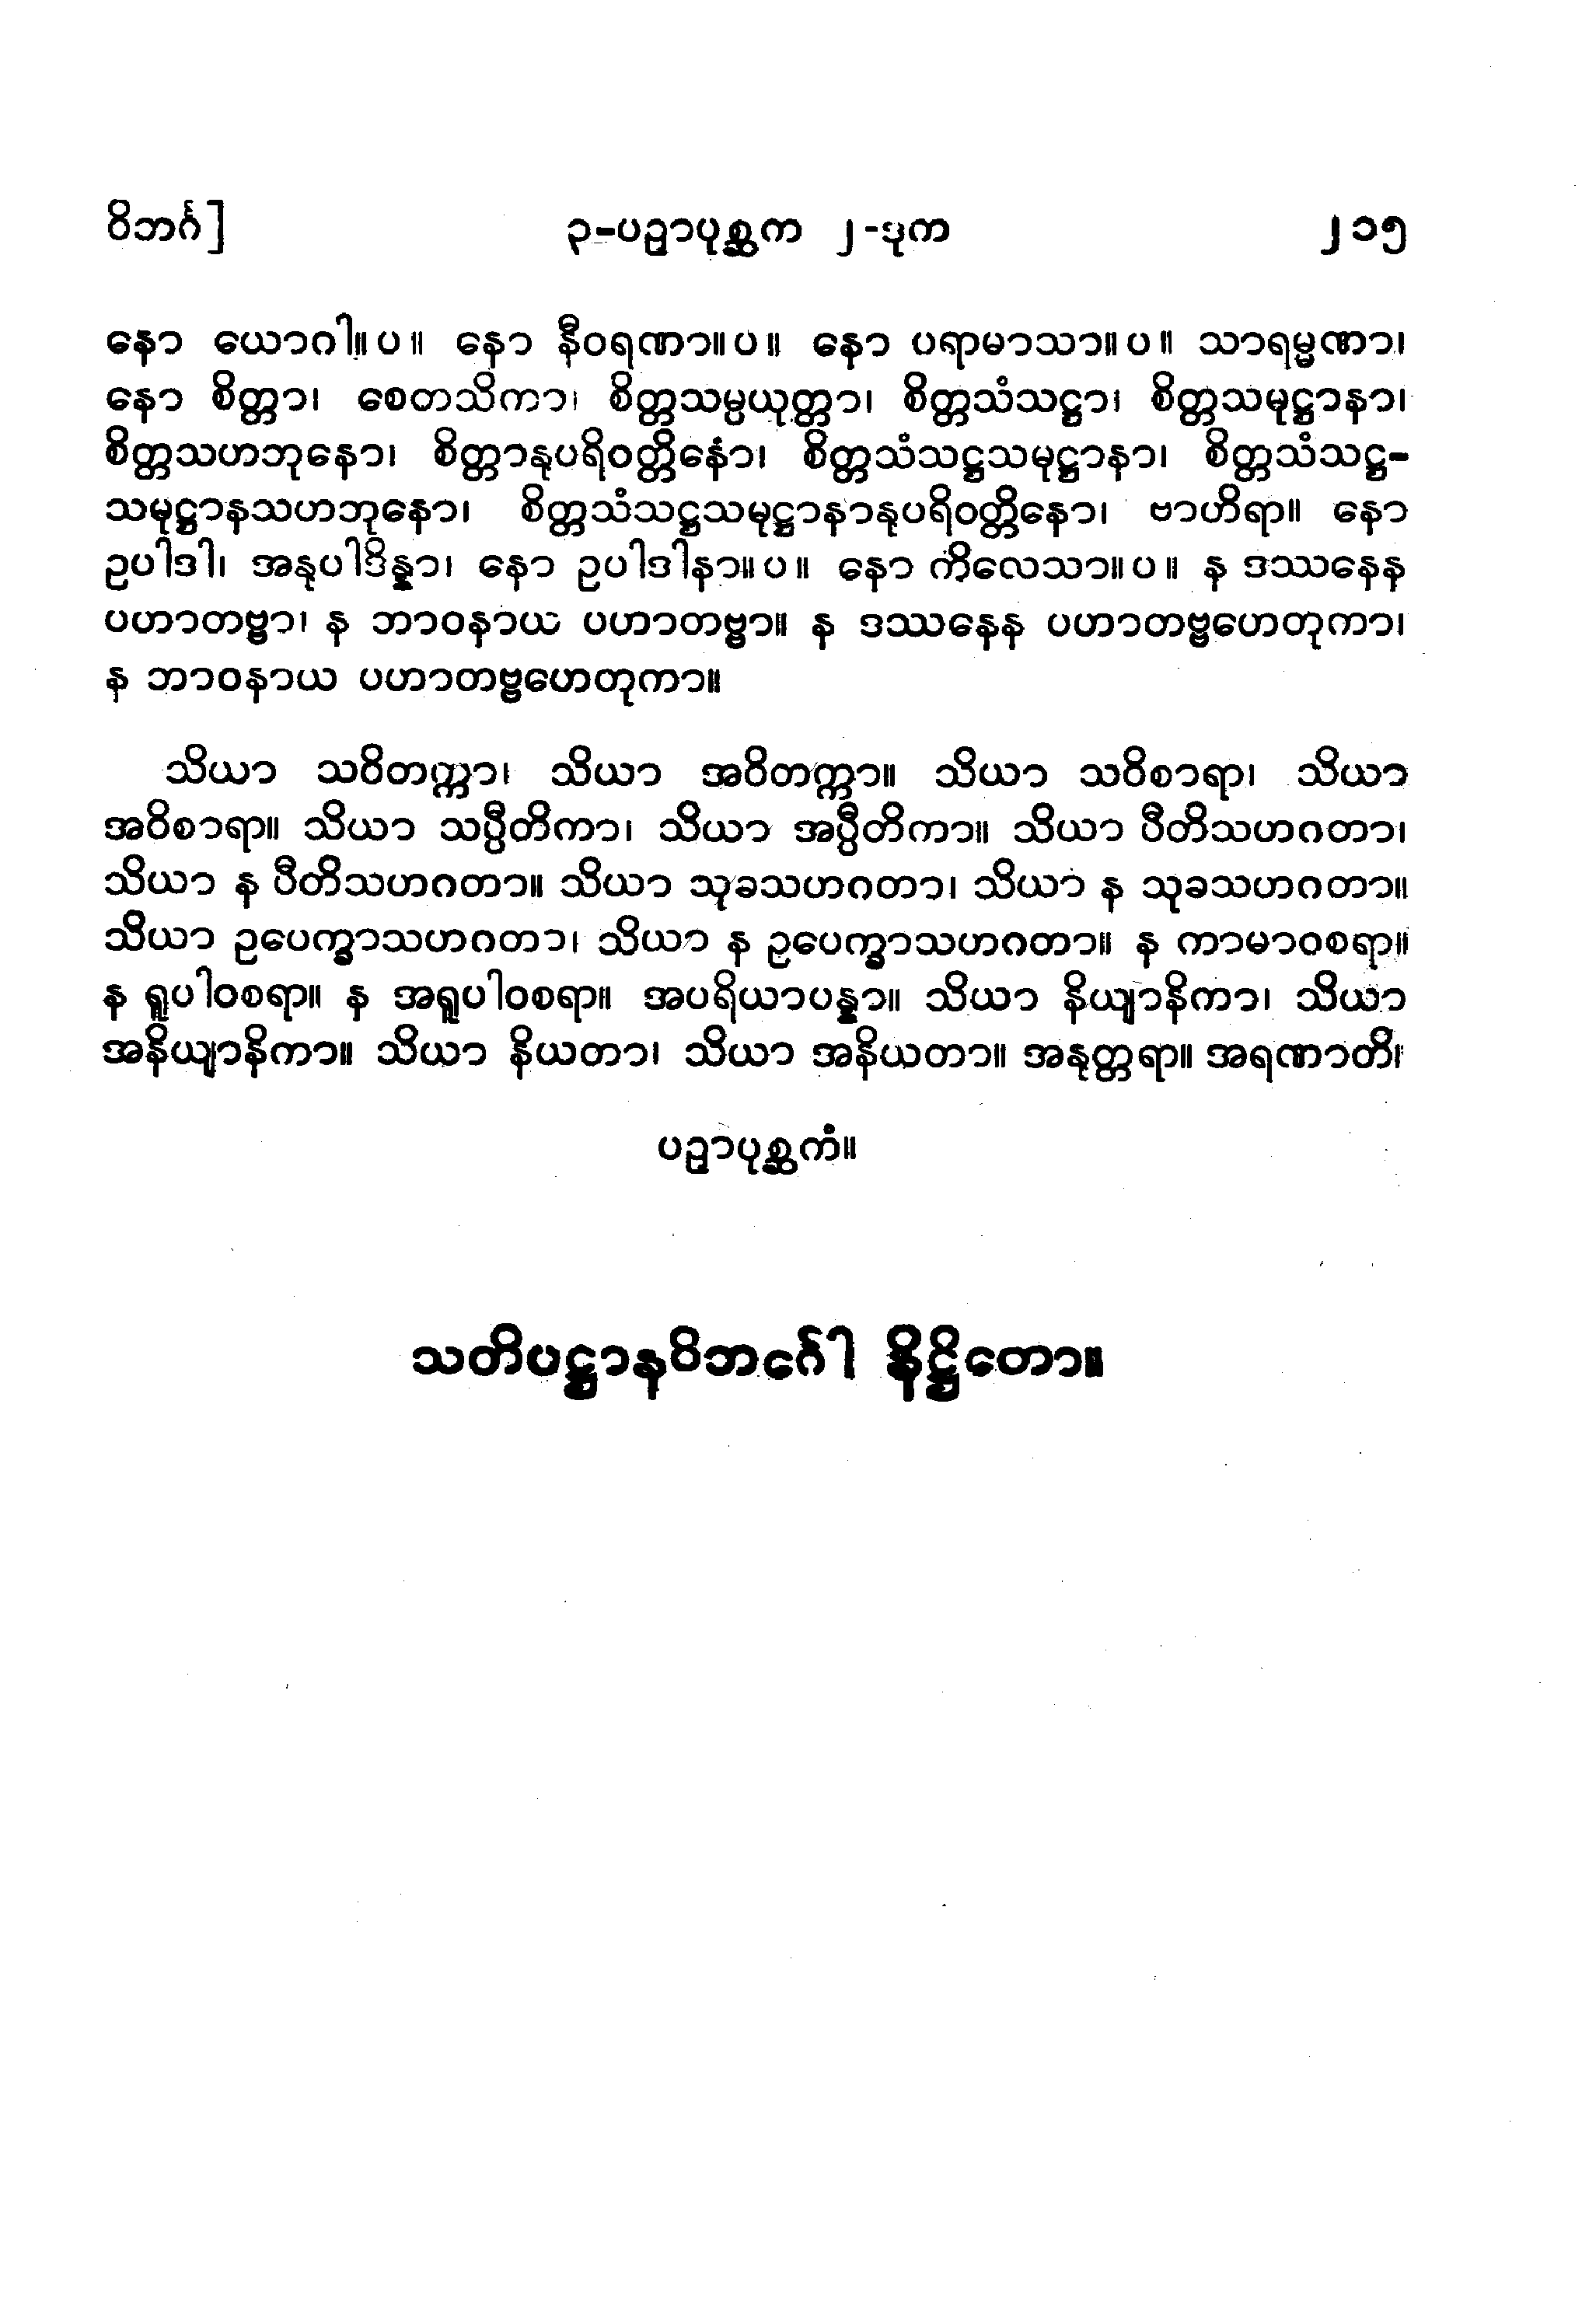 ဝိဘင်္ဂ]
၃-ပဉှာပုစ္ဆက ၂-ဒုက
၂၁၅
နော ယောဂါ။ပ။ နော နီဝရဏာ။ပ။ နော ပရာမာသာ။ပ။ သာရမ္မဏာ၊
နော စိတ္တာ၊ စေတသိကာ၊ စိတ္တသမ္ပယုတ္တာ၊ စိတ္တသံသဋ္ဌာ၊ စိတ္တသမုဋ္ဌာနာ၊
စိတ္တသဟဘုနော၊ စိတ္တာနုပရိဝတ္တိနော၊ စိတ္တသံသဋ္ဌသမုဋ္ဌာနာ၊ စိတ္တသံသဋ္ဌ-
သမုဋ္ဌာနသဟဘုနော၊ စိတ္တသံသဋ္ဌသမုဋ္ဌာနာနုပရိဝတ္တိနော၊ ဗာဟိရာ။ နော
ဥပါဒါ၊ အနုပါဒိန္နာ၊ နော ဥပါဒါနာ။ပ။ နော ကိလေသာ။ပ။ န ဒဿနေန
ပဟာတဗ္ဗာ၊ န ဘာဝနာယ ပဟာတဗ္ဗာ။ န ဒဿနေန ပဟာတဗ္ဗဟေတုကာ၊
န ဘာဝနာယ ပဟာတဗ္ဗဟေတုကာ။
သိယာ သဝိတက္ကာ၊ သိယာ အဝိတက္ကာ။ သိယာ သဝိစာရာ၊ သိယာ
အဝိစာရာ။ သိယာ သပ္ပီတိကာ၊ သိယာ အပ္ပီတိကာ။ သိယာ ပီတိသဟဂတာ၊
သိယာ န ပီတိသဟဂတာ။ သိယာ သုခသဟဂတာ၊ သိယာ န သုခသဟဂတာ။
သိယာ ဥပေက္ခာသဟဂတာ၊ သိယာ န ဥပေက္ခာသဟဂတာ။ န ကာမာဝစရာ။
န ရူပါဝစရာ။ န အရူပါဝစရာ။ အပရိယာပန္နာ။ သိယာ နိယျာနိကာ၊ သိယာ
အနိယျာနိကာ။ သိယာ နိယတာ၊ သိယာ အနိယတာ။ အနုတ္တရာ။ အရဏာတိ။
ပဉှာပုစ္ဆကံ။
သတိပဋ္ဌာနဝိဘင်္ဂေါ နိဋ္ဌိတော။